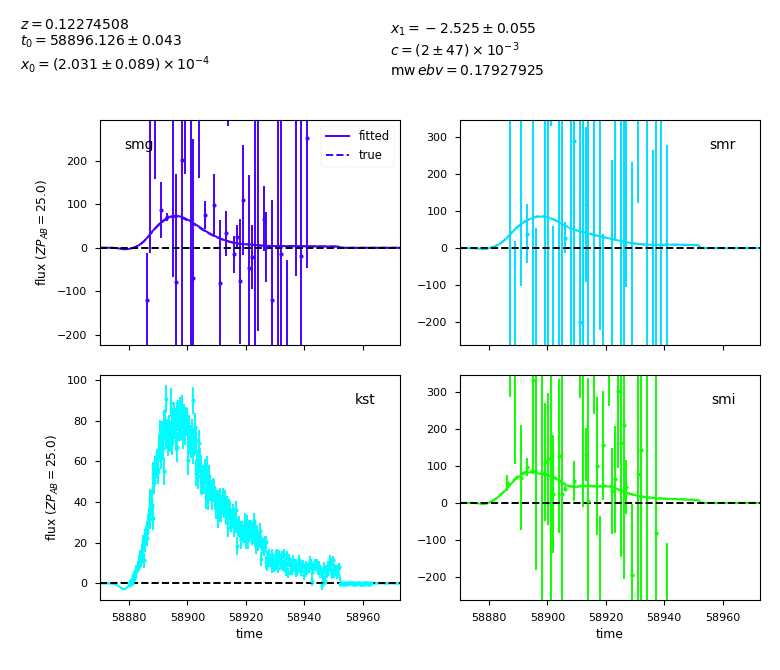 z = 0.12274508
t₀ = 58896.126 ± 0.043
x₀ = (2.031 ± 0.089) × 10⁻⁴
x₁ = −2.525 ± 0.055
c = (2 ± 47) × 10⁻³
mw ebv = 0.17927925
smg
fitted
true
200
100
0
−100
−200
flux (ZP_AB = 25.0)
smr
300
200
100
0
−100
−200
kst
100
80
60
40
20
0
flux (ZP_AB = 25.0)
58880 58900 58920 58940 58960
time
smi
300
200
100
0
−100
−200
58880 58900 58920 58940 58960
time